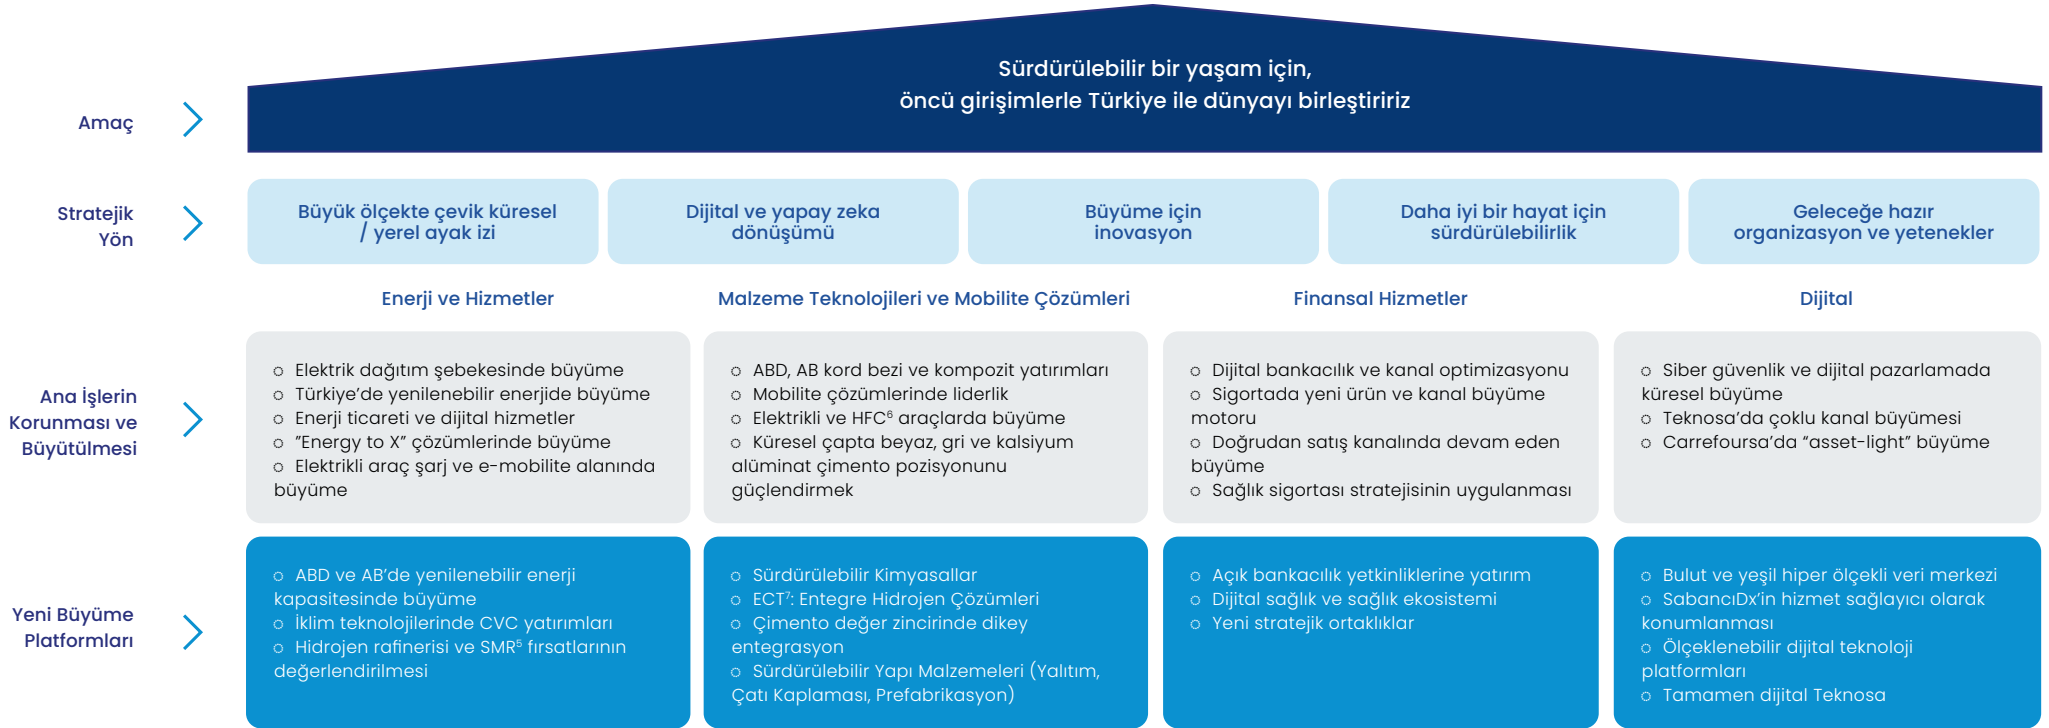 Sürdürülebilir bir yaşam için,
öncü girişimlerle Türkiye ile dünyayı birleştiririz
Amaç
Stratejik
Yön
Büyük ölçekte çevik küresel
/ yerel ayak izi
Dijital ve yapay zeka
dönüşümü
Büyüme için
inovasyon
Daha iyi bir hayat için
sürdürülebilirlik
Geleceğe hazır
organizasyon ve yetenekler
Enerji ve Hizmetler
Malzeme Teknolojileri ve Mobilite Çözümleri
Finansal Hizmetler
Dijital
Ana İşlerin
Korunması ve
Büyütülmesi
○ Elektrik dağıtım şebekesinde büyüme
○ Türkiye’de yenilenebilir enerjide büyüme
○ Enerji ticareti ve dijital hizmetler
○ ”Energy to X” çözümlerinde büyüme
○ Elektrikli araç şarj ve e-mobilite alanında
büyüme
○ ABD, AB kord bezi ve kompozit yatırımları
○ Mobilite çözümlerinde liderlik
○ Elektrikli ve HFC⁶ araçlarda büyüme
○ Küresel çapta beyaz, gri ve kalsiyum
alüminat çimento pozisyonunu
güçlendirmek
○ Dijital bankacılık ve kanal optimizasyonu
○ Sigortada yeni ürün ve kanal büyüme
motoru
○ Doğrudan satış kanalında devam eden
büyüme
○ Sağlık sigortası stratejisinin uygulanması
○ Siber güvenlik ve dijital pazarlamada
küresel büyüme
○ Teknosa’da çoklu kanal büyümesi
○ Carrefoursa’da “asset-light” büyüme
Yeni Büyüme
Platformları
○ ABD ve AB’de yenilenebilir enerji
kapasitesinde büyüme
○ İklim teknolojilerinde CVC yatırımları
○ Hidrojen rafinerisi ve SMR⁵ fırsatlarının
değerlendirilmesi
○ Sürdürülebilir Kimyasallar
○ ECT⁷: Entegre Hidrojen Çözümleri
○ Çimento değer zincirinde dikey
entegrasyon
○ Sürdürülebilir Yapı Malzemeleri (Yalıtım,
Çatı Kaplaması, Prefabrikasyon)
○ Açık bankacılık yetkinliklerine yatırım
○ Dijital sağlık ve sağlık ekosistemi
○ Yeni stratejik ortaklıklar
○ Bulut ve yeşil hiper ölçekli veri merkezi
○ SabancıDx’in hizmet sağlayıcı olarak
konumlanması
○ Ölçeklenebilir dijital teknoloji
platformları
○ Tamamen dijital Teknosa